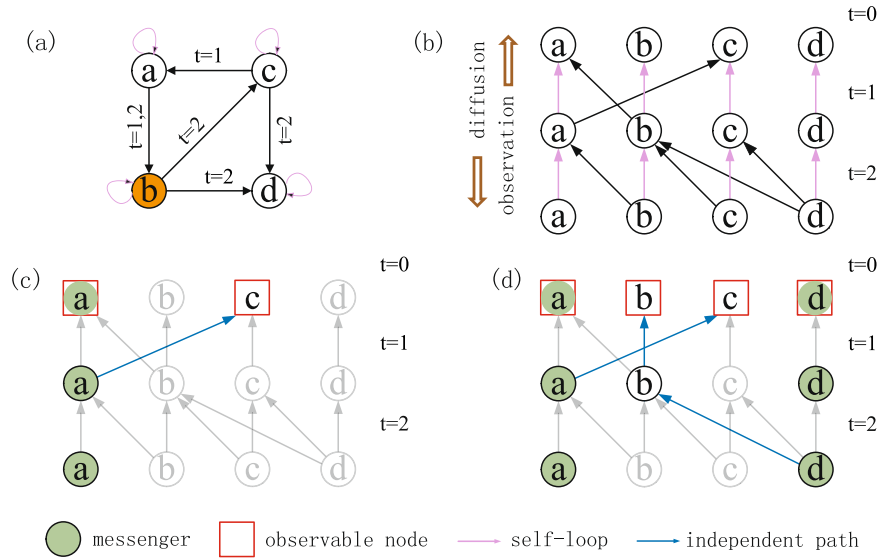 (a)
a
t=1
c
t=1,2
t=2
t=2
b
t=2
d
(b)
diffusion
observation
t=0
a b c d
t=1
a b c d
t=2
a b c d
(c)
t=0
a b c d
t=1
a b c d
t=2
a b c d
(d)
t=0
a b c d
t=1
a b c d
t=2
a b c d
messenger
observable node
self-loop
independent path